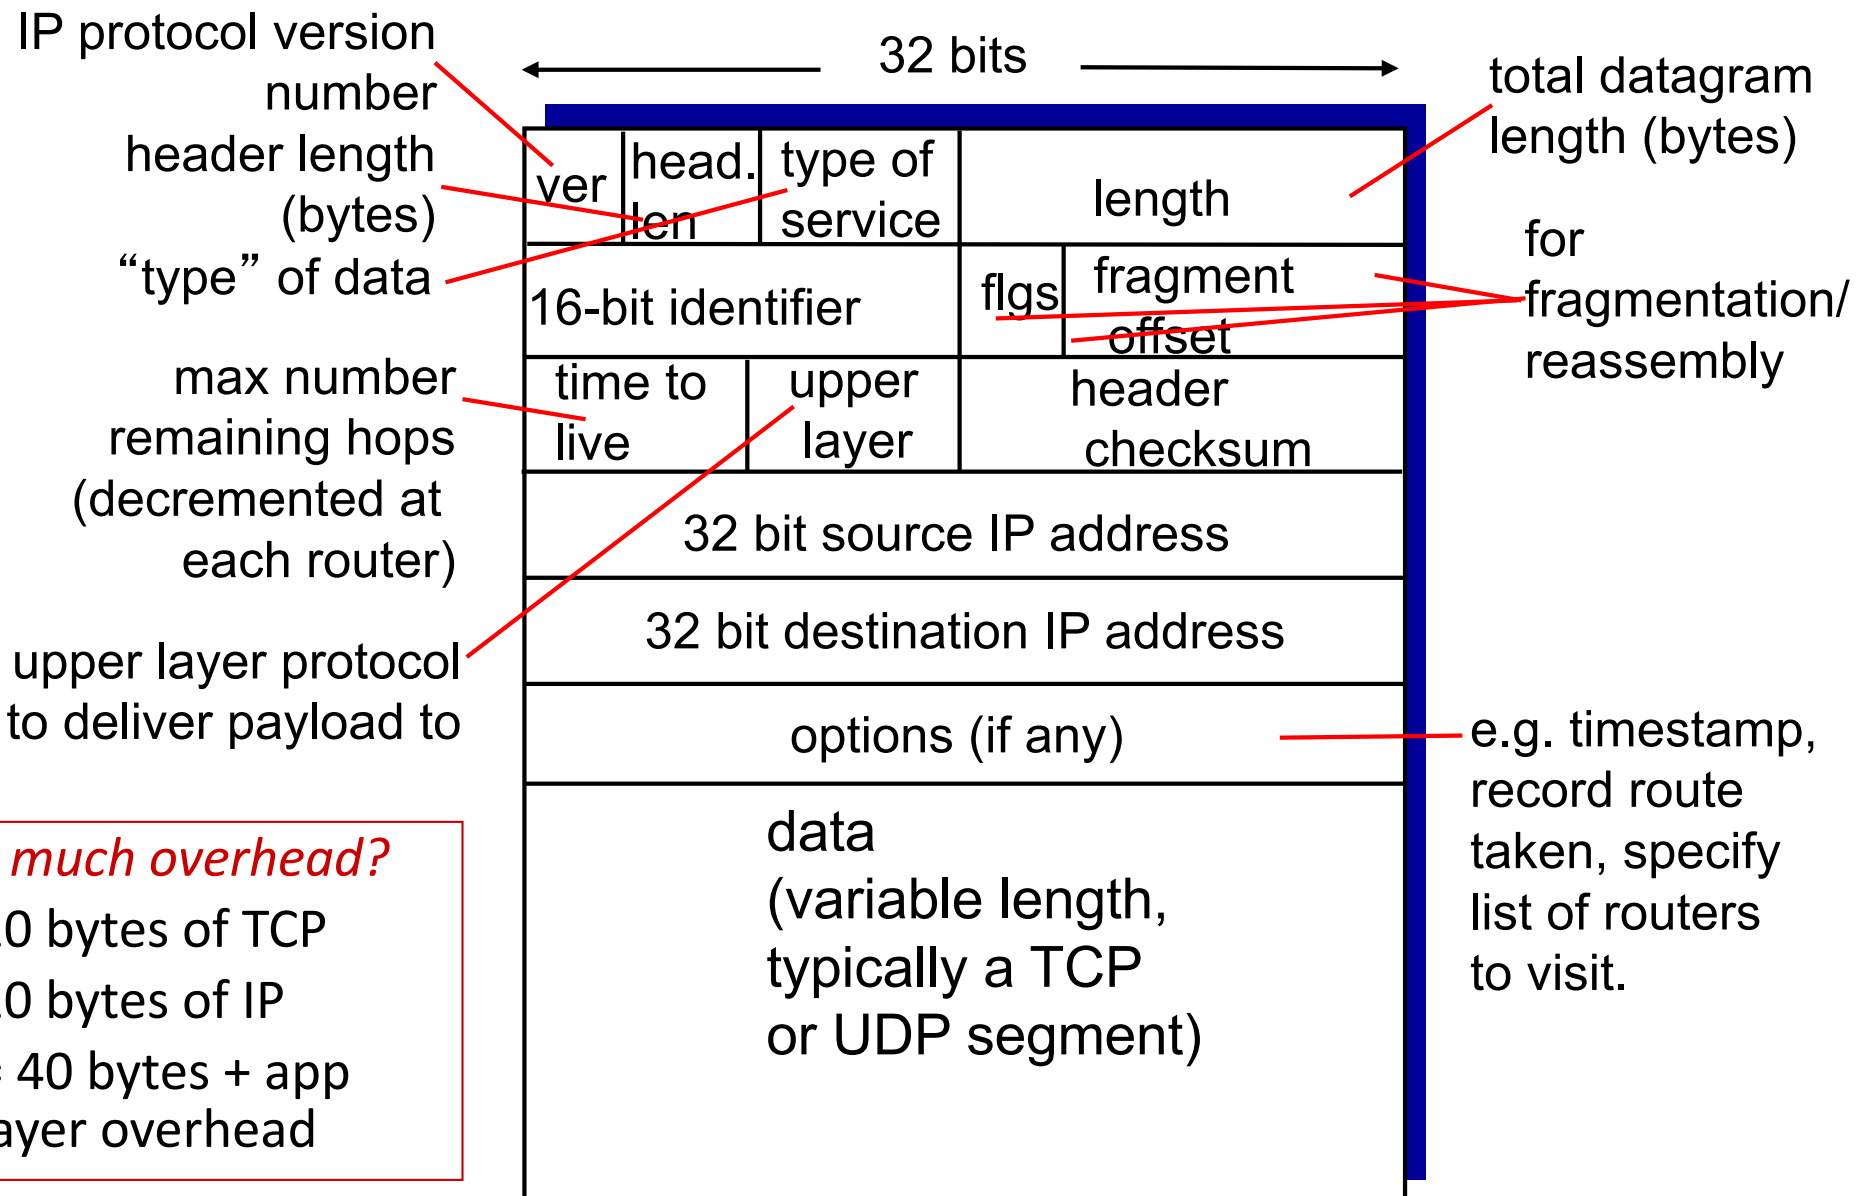 IP protocol version
number
header length
(bytes)
“type” of data
max number
remaining hops
(decremented at
each router)
upper layer protocol
to deliver payload to
much overhead?
0 bytes of TCP
0 bytes of IP
40 bytes + app
ayer overhead
32 bits
ver
head.
len
type of
service
length
16-bit identifier
flgs
fragment
offset
time to
live
upper
layer
header
checksum
32 bit source IP address
32 bit destination IP address
options (if any)
data
(variable length,
typically a TCP
or UDP segment)
total datagram
length (bytes)
for
fragmentation/
reassembly
e.g. timestamp,
record route
taken, specify
list of routers
to visit.